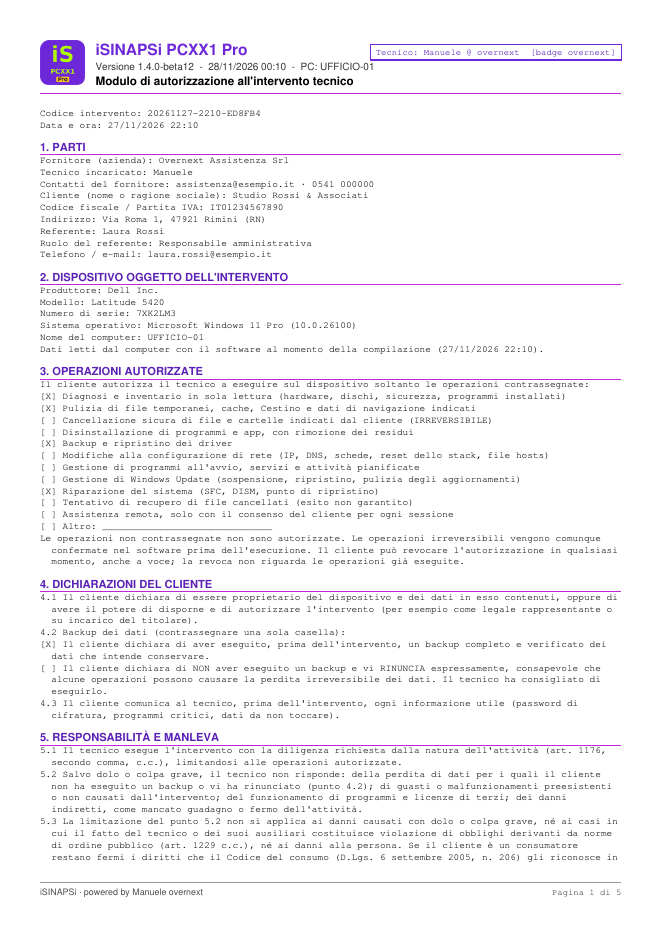 iS
PCXX1
Pro
iSINAPSi PCXX1 Pro
Tecnico: Manuele @ overnext  [badge overnext]
Versione 1.4.0-beta12  -  28/11/2026 00:10  -  PC: UFFICIO-01
Modulo di autorizzazione all'intervento tecnico
Codice intervento: 20261127-2210-ED8FB4
Data e ora: 27/11/2026 22:10
1. PARTI
Fornitore (azienda): Overnext Assistenza Srl
Tecnico incaricato: Manuele
Contatti del fornitore: assistenza@esempio.it · 0541 000000
Cliente (nome o ragione sociale): Studio Rossi & Associati
Codice fiscale / Partita IVA: IT01234567890
Indirizzo: Via Roma 1, 47921 Rimini (RN)
Referente: Laura Rossi
Ruolo del referente: Responsabile amministrativa
Telefono / e-mail: laura.rossi@esempio.it
2. DISPOSITIVO OGGETTO DELL'INTERVENTO
Produttore: Dell Inc.
Modello: Latitude 5420
Numero di serie: 7XK2LM3
Sistema operativo: Microsoft Windows 11 Pro (10.0.26100)
Nome del computer: UFFICIO-01
Dati letti dal computer con il software al momento della compilazione (27/11/2026 22:10).
3. OPERAZIONI AUTORIZZATE
Il cliente autorizza il tecnico a eseguire sul dispositivo soltanto le operazioni contrassegnate:
[X] Diagnosi e inventario in sola lettura (hardware, dischi, sicurezza, programmi installati)
[X] Pulizia di file temporanei, cache, Cestino e dati di navigazione indicati
[ ] Cancellazione sicura di file e cartelle indicati dal cliente (IRREVERSIBILE)
[ ] Disinstallazione di programmi e app, con rimozione dei residui
[X] Backup e ripristino dei driver
[ ] Modifiche alla configurazione di rete (IP, DNS, schede, reset dello stack, file hosts)
[ ] Gestione di programmi all'avvio, servizi e attività pianificate
[ ] Gestione di Windows Update (sospensione, ripristino, pulizia degli aggiornamenti)
[X] Riparazione del sistema (SFC, DISM, punto di ripristino)
[ ] Tentativo di recupero di file cancellati (esito non garantito)
[ ] Assistenza remota, solo con il consenso del cliente per ogni sessione
[ ] Altro: ______________________________
Le operazioni non contrassegnate non sono autorizzate. Le operazioni irreversibili vengono comunque
confermate nel software prima dell'esecuzione. Il cliente può revocare l'autorizzazione in qualsiasi
momento, anche a voce; la revoca non riguarda le operazioni già eseguite.
4. DICHIARAZIONI DEL CLIENTE
4.1 Il cliente dichiara di essere proprietario del dispositivo e dei dati in esso contenuti, oppure di
avere il potere di disporne e di autorizzare l'intervento (per esempio come legale rappresentante o
su incarico del titolare).
4.2 Backup dei dati (contrassegnare una sola casella):
[X] Il cliente dichiara di aver eseguito, prima dell'intervento, un backup completo e verificato dei
dati che intende conservare.
[ ] Il cliente dichiara di NON aver eseguito un backup e vi RINUNCIA espressamente, consapevole che
alcune operazioni possono causare la perdita irreversibile dei dati. Il tecnico ha consigliato di
eseguirlo.
4.3 Il cliente comunica al tecnico, prima dell'intervento, ogni informazione utile (password di
cifratura, programmi critici, dati da non toccare).
5. RESPONSABILITÀ E MANLEVA
5.1 Il tecnico esegue l'intervento con la diligenza richiesta dalla natura dell'attività (art. 1176,
secondo comma, c.c.), limitandosi alle operazioni autorizzate.
5.2 Salvo dolo o colpa grave, il tecnico non risponde: della perdita di dati per i quali il cliente
non ha eseguito un backup o vi ha rinunciato (punto 4.2); di guasti o malfunzionamenti preesistenti
o non causati dall'intervento; del funzionamento di programmi e licenze di terzi; dei danni
indiretti, come mancato guadagno o fermo dell'attività.
5.3 La limitazione del punto 5.2 non si applica ai danni causati con dolo o colpa grave, né ai casi in
cui il fatto del tecnico o dei suoi ausiliari costituisce violazione di obblighi derivanti da norme
di ordine pubblico (art. 1229 c.c.), né ai danni alla persona. Se il cliente è un consumatore
restano fermi i diritti che il Codice del consumo (D.Lgs. 6 settembre 2005, n. 206) gli riconosce in
iSINAPSi · powered by Manuele overnext
Pagina 1 di 5